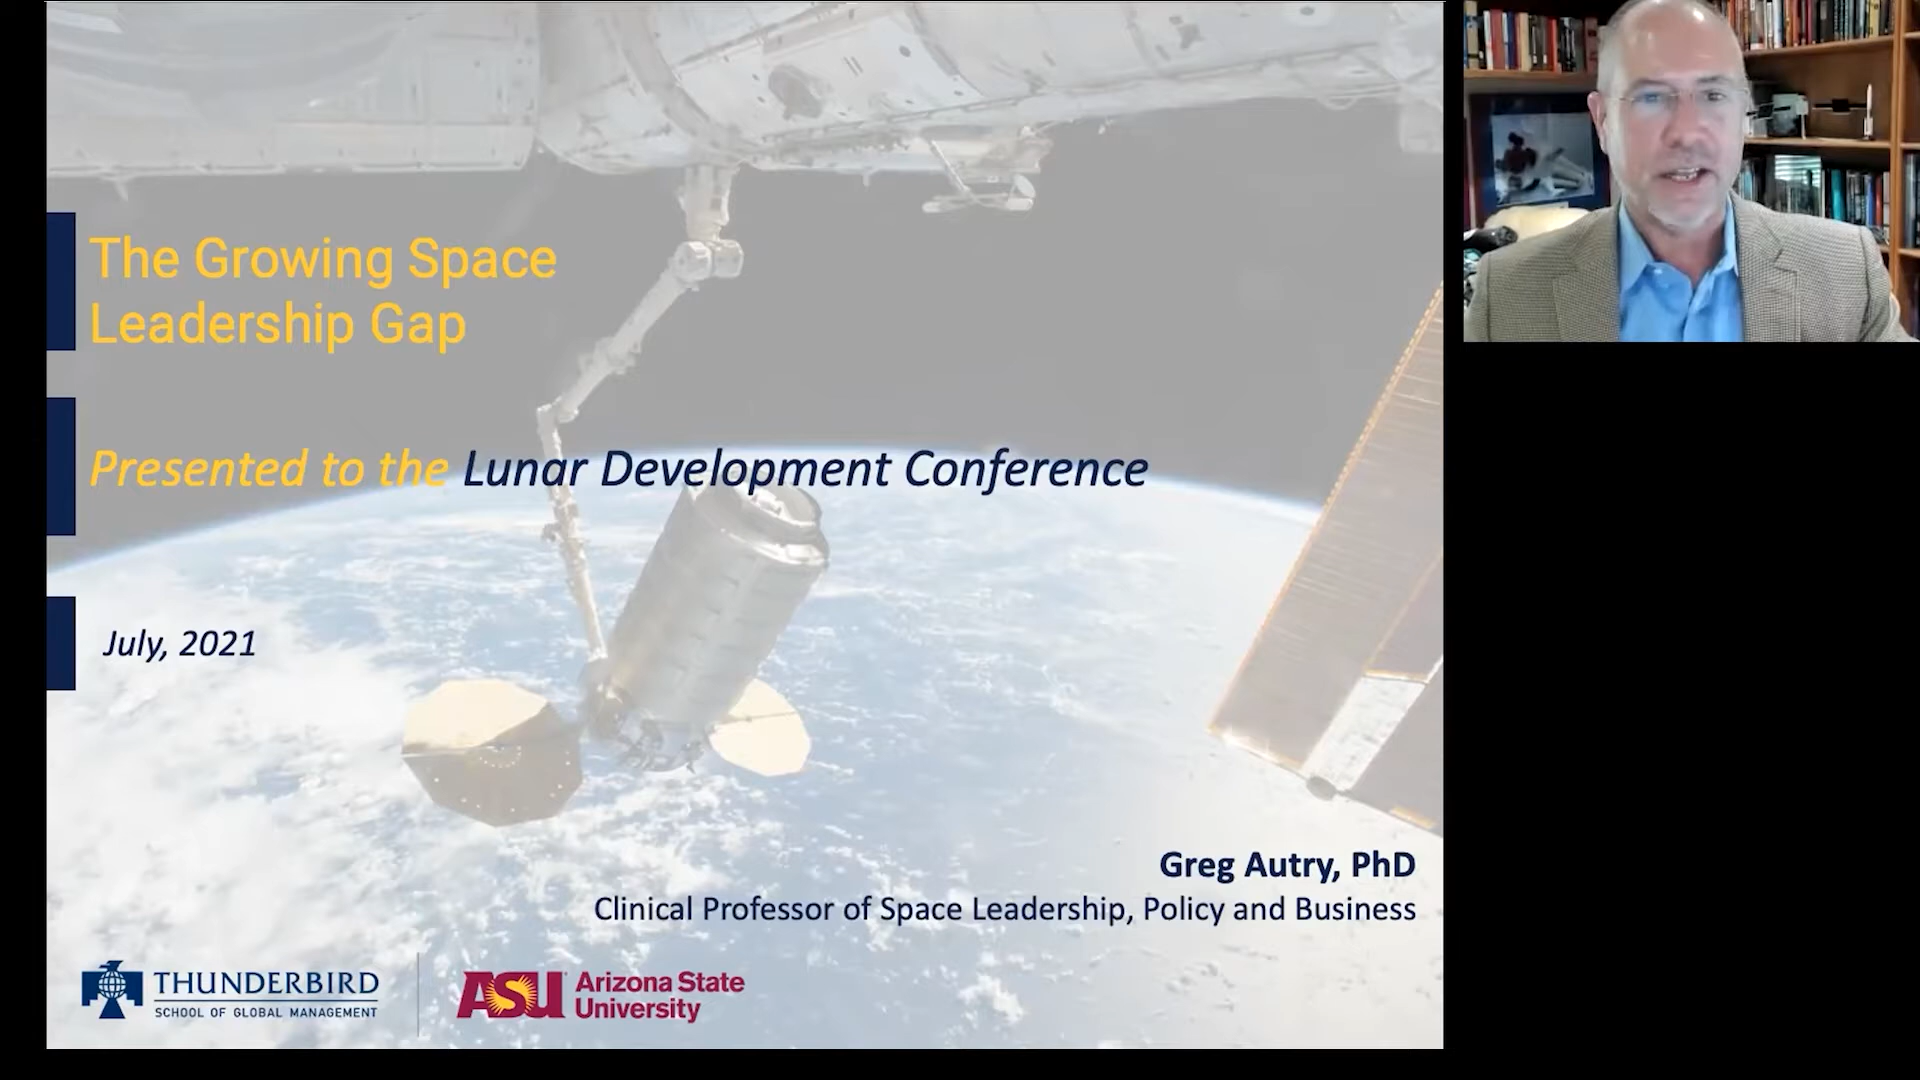 The Growing Space
Leadership Gap
Presented to the Lunar Development Conference
July, 2021
Greg Autry, PhD
Clinical Professor of Space Leadership, Policy and Business
THUNDERBIRD
SCHOOL OF GLOBAL MANAGEMENT
ASU
Arizona State
University